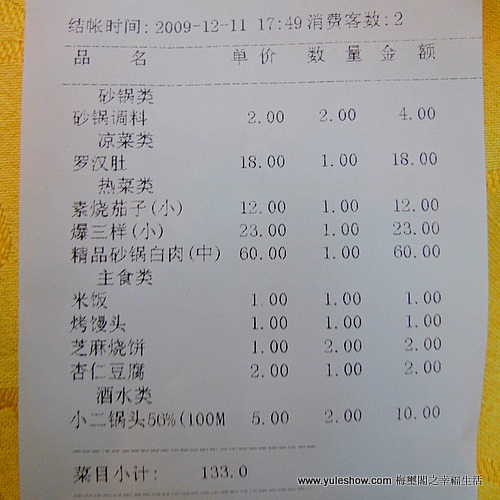 结帐时间: 2009-12-11 17:49 消费客数: 2
品 名 单价 数 量 金 额
砂锅类
砂锅调料 2.00 2.00 4.00
凉菜类
罗汉肚 18.00 1.00 18.00
热菜类
素烧茄子(小) 12.00 1.00 12.00
爆三样(小) 23.00 1.00 23.00
精品砂锅白肉(中) 60.00 1.00 60.00
主食类
米饭 1.00 1.00 1.00
烤馒头 1.00 1.00 1.00
芝麻烧饼 1.00 2.00 2.00
杏仁豆腐 2.00 1.00 2.00
酒水类
小二锅头56%(100M 5.00 2.00 10.00
菜目小计: 133.0
www.yuleshow.com 梅璽閣之幸福生活